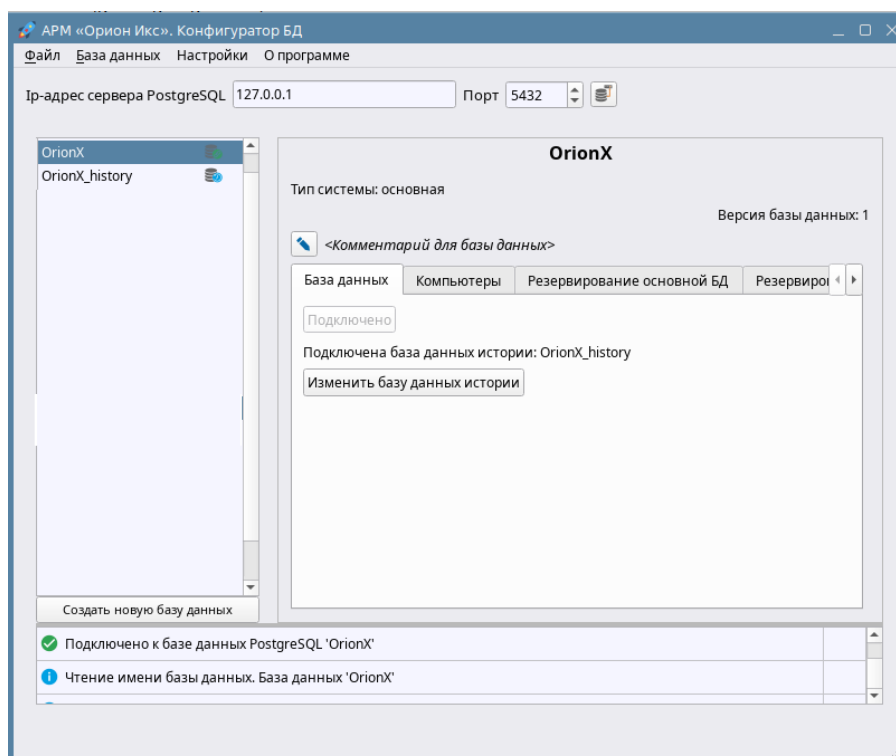 АРМ «Орион Икс». Конфигуратор БД
Файл База данных Настройки О программе
Ip-адрес сервера PostgreSQL 127.0.0.1 Порт 5432
OrionX
OrionX_history
Создать новую базу данных
OrionX
Тип системы: основная
Версия базы данных: 1
<Комментарий для базы данных>
База данных Компьютеры Резервирование основной БД
Подключено
Подключена база данных истории: OrionX_history
Изменить базу данных истории
Подключено к базе данных PostgreSQL 'OrionX'
Чтение имени базы данных. База данных 'OrionX'